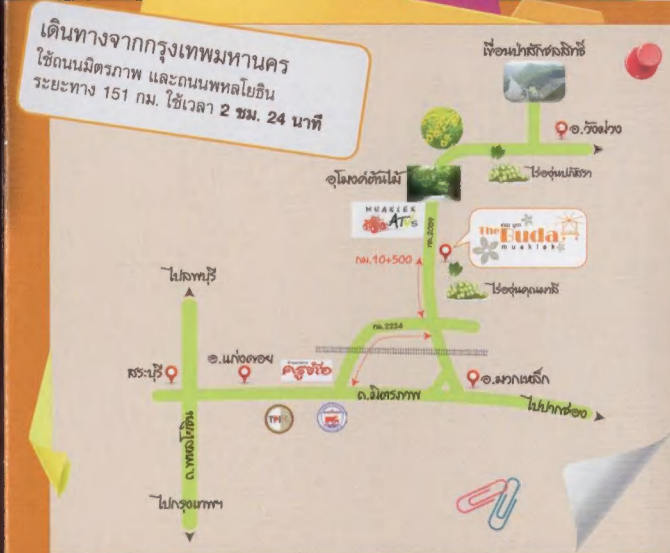 เดินทางจากกรุงเทพมหานคร
ใช้ถนนมิตรภาพ และถนนพหลโยธิน
ระยะทาง 151 กม. ใช้เวลา 2 ชม. 24 นาที
เขื่อนป่าสักชลสิทธิ์
อ.วังม่วง
อุโมงค์ต้นไม้
ไร่องุ่นปภัสรา
MUAKLEK
ATVs
กม.2089
The Buda
muaklek
กม.10+500
ไปลพบุรี
ไร่องุ่นคุณมาลี
กม.2224
อ.แก่งคอย
สระบุรี
ครูต้อ
อ.มวกเหล็ก
ถ.มิตรภาพ
ไปปากช่อง
TPI
ถ.พหลโยธิน
ไปกรุงเทพฯ